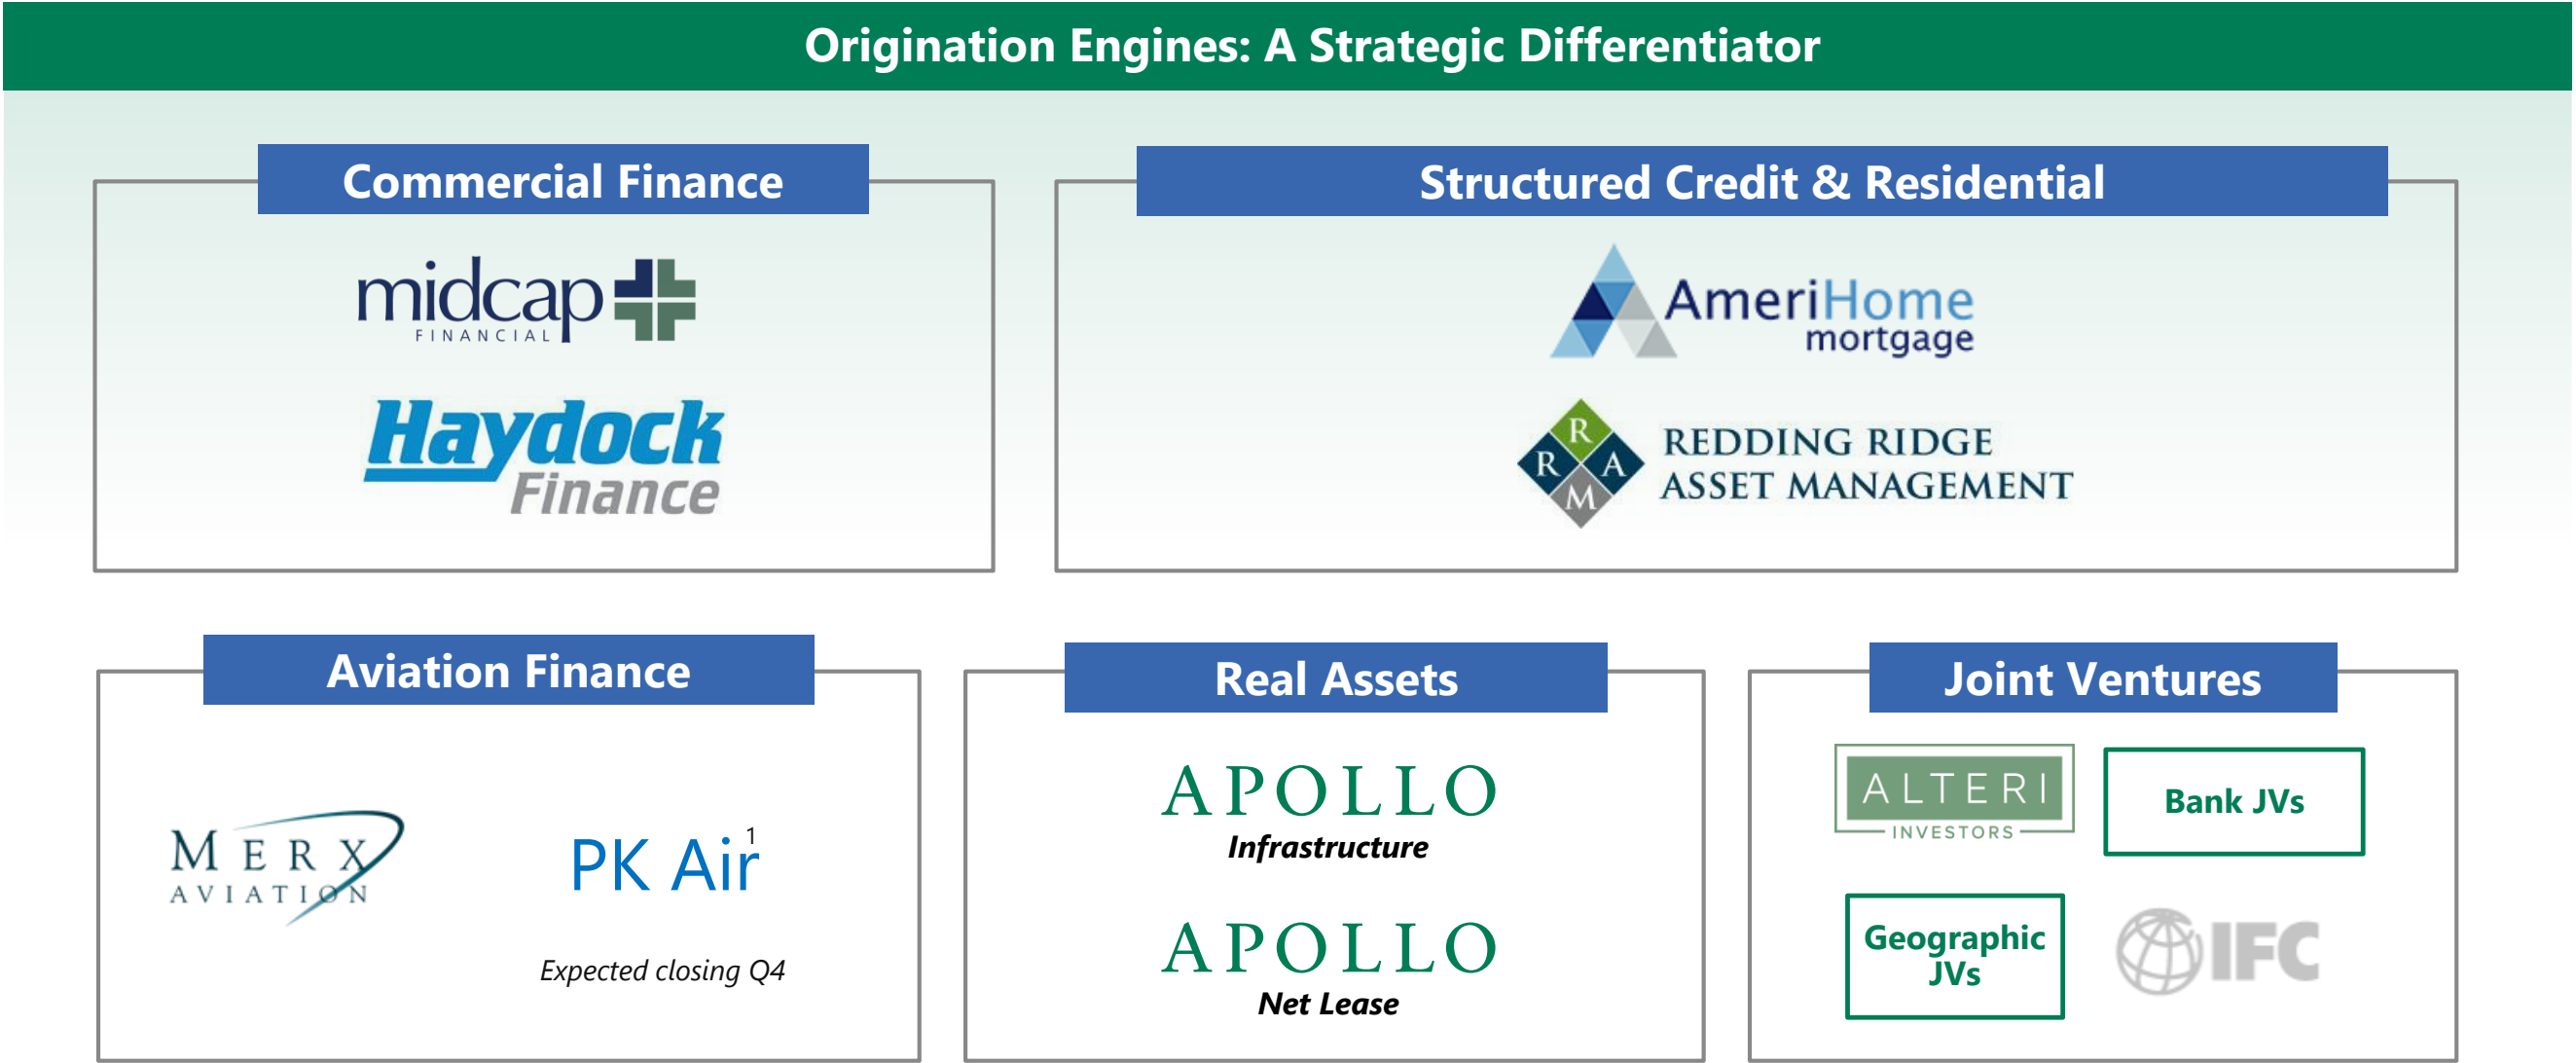 Origination Engines: A Strategic Differentiator
Commercial Finance
midcap
FINANCIAL
Haydock
Finance
Structured Credit & Residential
AmeriHome
mortgage
R
R A
M
REDDING RIDGE
ASSET MANAGEMENT
Aviation Finance
MERX
AVIATION
PK Air1
Expected closing Q4
Real Assets
APOLLO
Infrastructure
APOLLO
Net Lease
Joint Ventures
ALTERI
INVESTORS
Bank JVs
Geographic
JVs
IFC